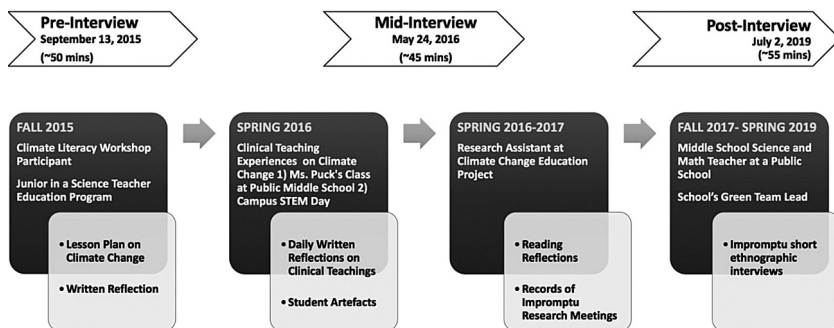 Pre-Interview
September 13, 2015
(~50 mins)
Mid-Interview
May 24, 2016
(~45 mins)
Post-Interview
July 2, 2019
(~55 mins)
FALL 2015
Climate Literacy Workshop
Participant
Junior in a Science Teacher
Education Program
• Lesson Plan on
Climate Change
• Written Reflection
SPRING 2016
Clinical Teaching
Experiences on Climate
Change 1) Ms. Puck's Class
at Public Middle School 2)
Campus STEM Day
• Daily Written
Reflections on
Clinical Teachings
• Student Artefacts
SPRING 2016-2017
Research Assistant at
Climate Change Education
Project
• Reading
Reflections
• Records of
Impromptu
Research Meetings
FALL 2017- SPRING 2019
Middle School Science and
Math Teacher at a Public
School
School's Green Team Lead
• Impromptu short
ethnographic
interviews